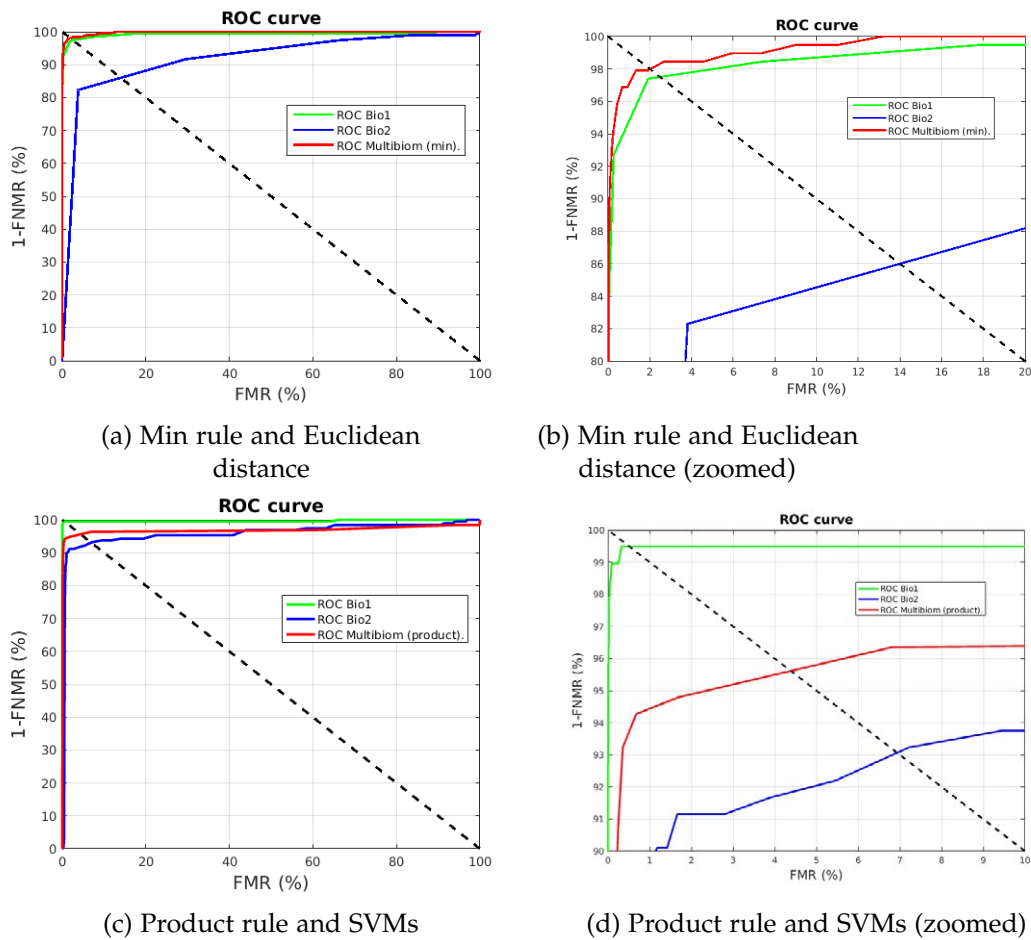 ROC curve
100
90
80
70
60
50
40
30
20
10
0
1-FNMR (%)
ROC Bio1
ROC Bio2
ROC Multibiom (min).
0 20 40 60 80 100
FMR (%)
(a) Min rule and Euclidean
distance
ROC curve
100
98
96
94
92
90
88
86
84
82
80
1-FNMR (%)
ROC Bio1
ROC Bio2
ROC Multibiom (min).
0 2 4 6 8 10 12 14 16 18 20
FMR (%)
(b) Min rule and Euclidean
distance (zoomed)
ROC curve
100
90
80
70
60
50
40
30
20
10
0
1-FNMR (%)
ROC Bio1
ROC Bio2
ROC Multibiom (product).
0 20 40 60 80 100
FMR (%)
(c) Product rule and SVMs
ROC curve
100
99
98
97
96
95
94
93
92
91
90
1-FNMR (%)
ROC Bio1
ROC Bio2
ROC Multibiom (product).
0 1 2 3 4 5 6 7 8 9 10
FMR (%)
(d) Product rule and SVMs (zoomed)